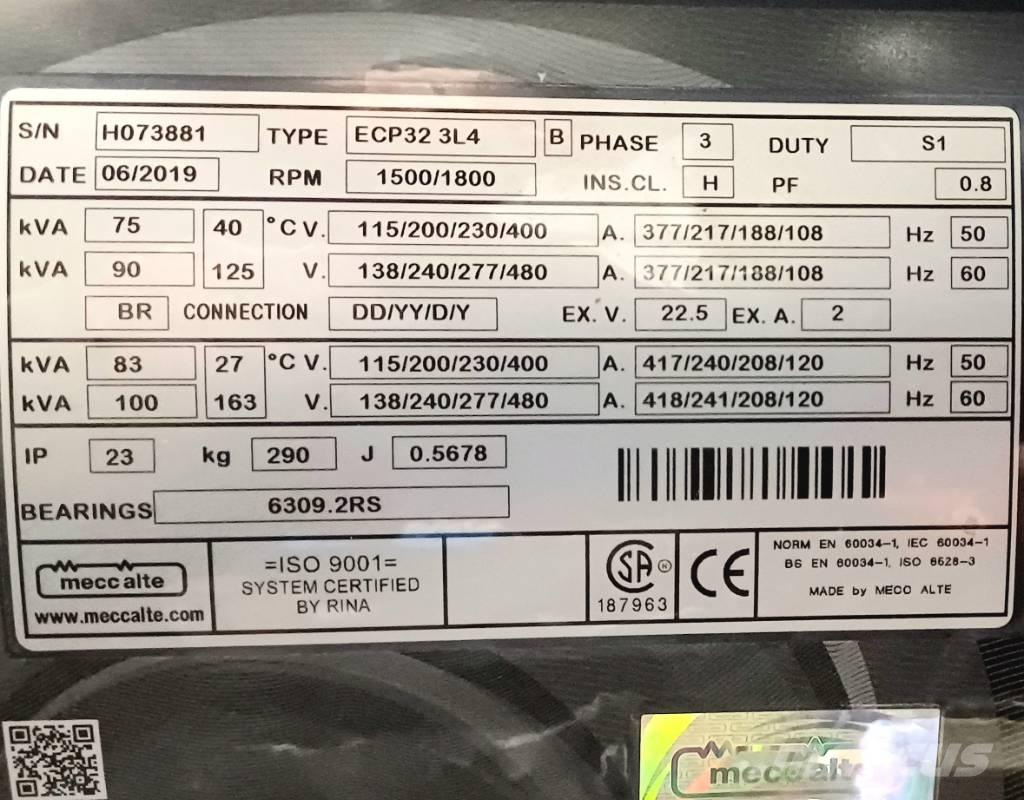 S/N H073881 TYPE ECP32 3L4 B PHASE 3 DUTY S1
DATE 06/2019 RPM 1500/1800 INS.CL. H PF 0.8
kVA 75 40 °C V. 115/200/230/400 A. 377/217/188/108 Hz 50
kVA 90 125 V. 138/240/277/480 A. 377/217/188/108 Hz 60
BR CONNECTION DD/YY/D/Y EX. V. 22.5 EX. A. 2
kVA 83 27 °C V. 115/200/230/400 A. 417/240/208/120 Hz 50
kVA 100 163 V. 138/240/277/480 A. 418/241/208/120 Hz 60
IP 23 kg 290 J 0.5678
BEARINGS 6309.2RS
mecc alte
www.meccalte.com
=ISO 9001=
SYSTEM CERTIFIED
BY RINA
SA N
187963
CE
NORM EN 60034-1, IEC 60034-1
BS EN 60034-1, ISO 8528-3
MADE by MECC ALTE
mecc alte